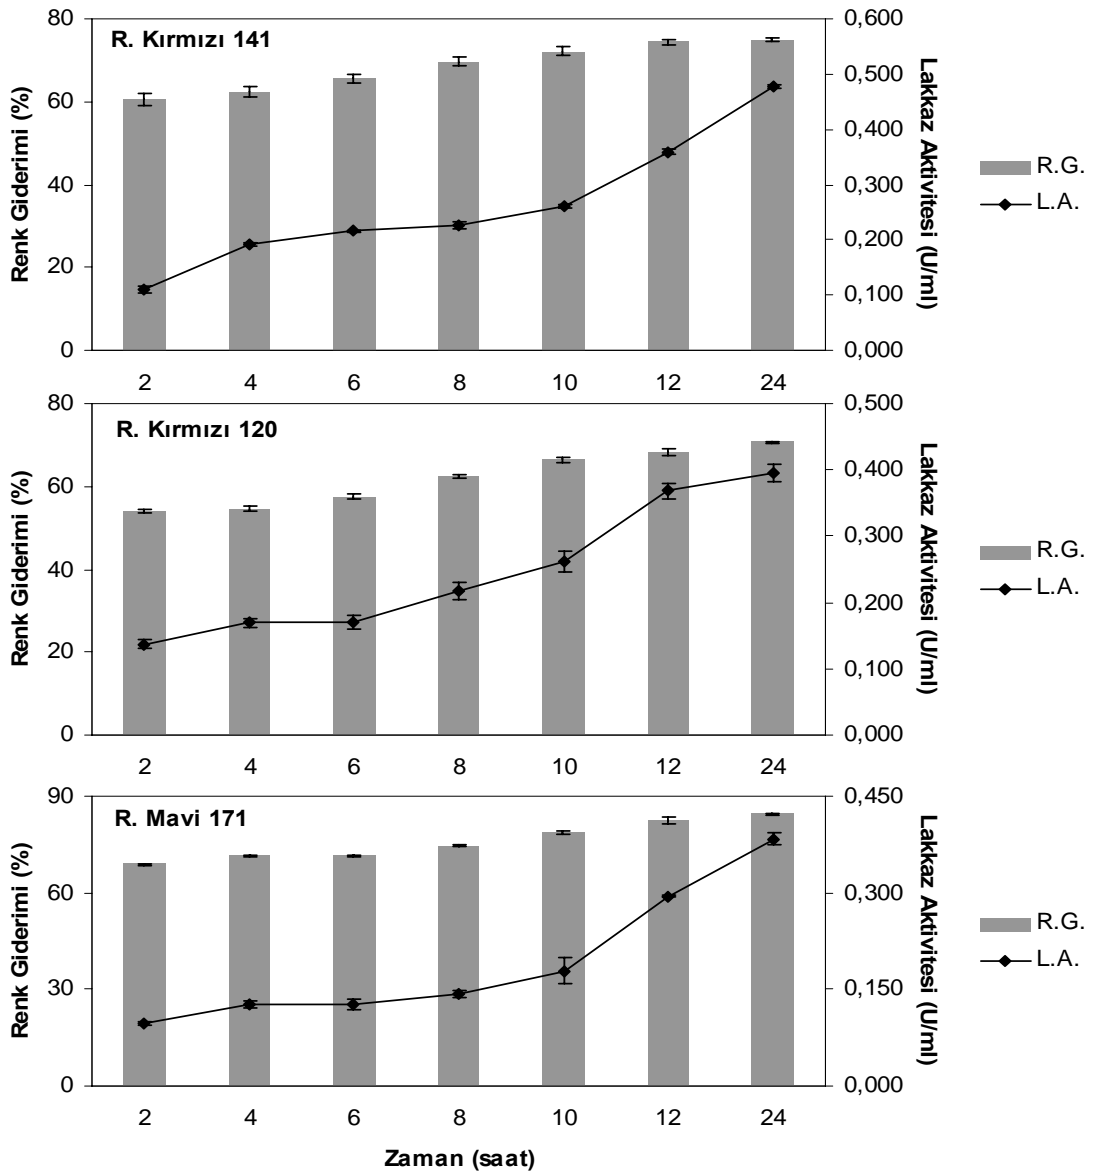 R. Kırmızı 141
Renk Giderimi (%)
80
60
40
20
0
0,600
0,500
0,400
0,300
0,200
0,100
0,000
Lakkaz Aktivitesi (U/ml)
R.G.
L.A.
2 4 6 8 10 12 24
R. Kırmızı 120
Renk Giderimi (%)
80
60
40
20
0
0,500
0,400
0,300
0,200
0,100
0,000
Lakkaz Aktivitesi (U/ml)
R.G.
L.A.
2 4 6 8 10 12 24
R. Mavi 171
Renk Giderimi (%)
90
60
30
0
0,450
0,300
0,150
0,000
Lakkaz Aktivitesi (U/ml)
R.G.
L.A.
2 4 6 8 10 12 24
Zaman (saat)